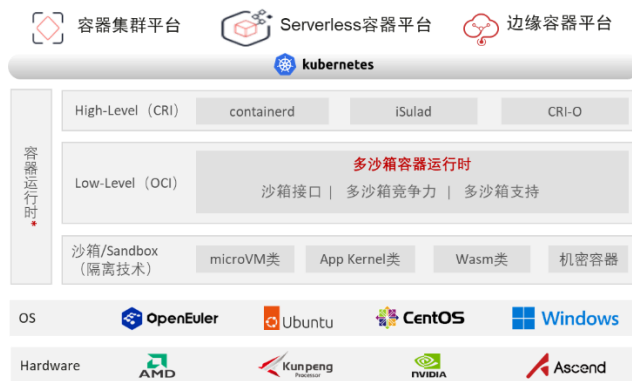 容器集群平台 Serverless容器平台 边缘容器平台
kubernetes
容器运行时*
High-Level（CRI） containerd iSulad CRI-O
多沙箱容器运行时
Low-Level（OCI） 沙箱接口 | 多沙箱竞争力 | 多沙箱支持
沙箱/Sandbox
（隔离技术） microVM类 App Kernel类 Wasm类 机密容器
OS OpenEuler Ubuntu CentOS Windows
Hardware AMD Kunpeng Processor NVIDIA Ascend